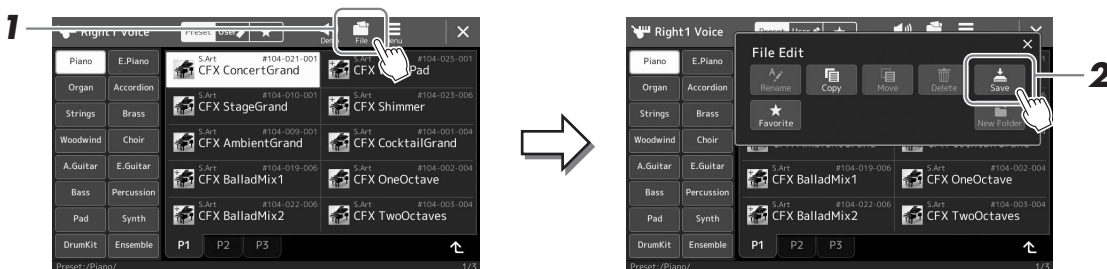 1
Right1 Voice Preset User File Menu
Piano E.Piano S.Art #104-021-001 CFX ConcertGrand #104-025-001 Pad
Organ Accordion S.Art #104-010-001 CFX StageGrand S.Art #104-023-006 CFX Shimmer
Strings Brass
Woodwind Choir S.Art #104-009-001 CFX AmbientGrand S.Art #104-001-004 CFX CocktailGrand
A.Guitar E.Guitar S.Art #104-019-006 CFX BalladMix1 S.Art #104-002-004 CFX OneOctave
Bass Percussion
Pad Synth S.Art #104-022-006 CFX BalladMix2 S.Art #104-003-004 CFX TwoOctaves
DrumKit Ensemble P1 P2 P3
Preset:/Piano/ 1/3
2
Right1 Voice
File Edit
Rename Copy Move Delete Save
Favorite New Folder
Piano E.Piano
Organ Accordion
Strings Brass
Woodwind Choir
A.Guitar E.Guitar S.Art #104-019-006 CFX BalladMix1 S.Art #104-002-004 CFX OneOctave
Bass Percussion
Pad Synth S.Art #104-022-006 CFX BalladMix2 S.Art #104-003-004 CFX TwoOctaves
DrumKit Ensemble P1 P2 P3
Preset:/Piano/ 1/3